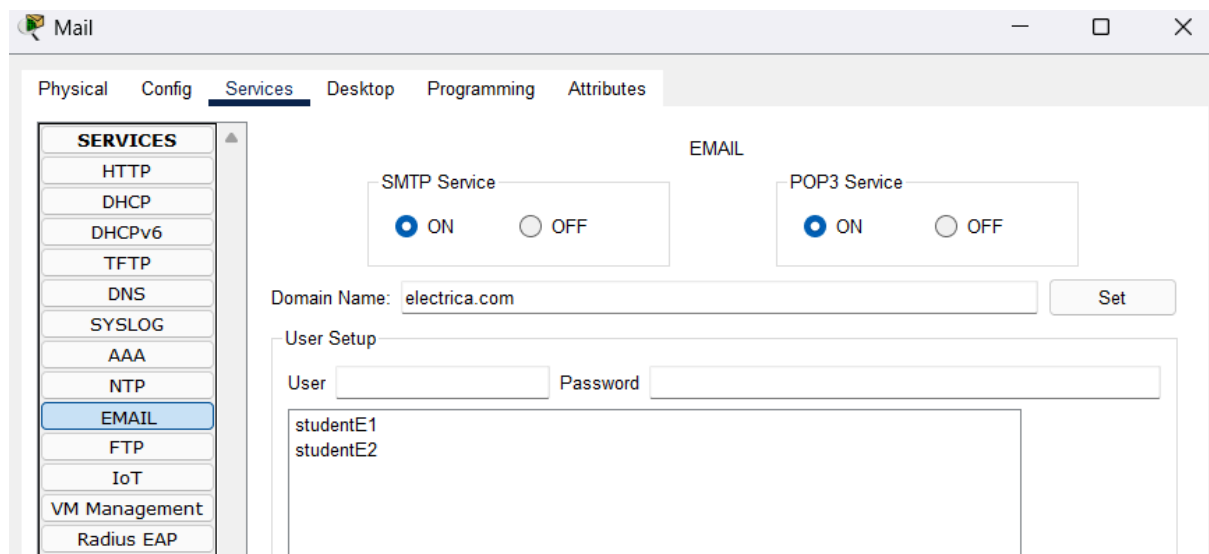 Mail
Physical Config Services Desktop Programming Attributes
SERVICES
HTTP
DHCP
DHCPv6
TFTP
DNS
SYSLOG
AAA
NTP
EMAIL
FTP
IoT
VM Management
Radius EAP
EMAIL
SMTP Service
ON OFF
POP3 Service
ON OFF
Domain Name: electrica.com Set
User Setup
User Password
studentE1
studentE2